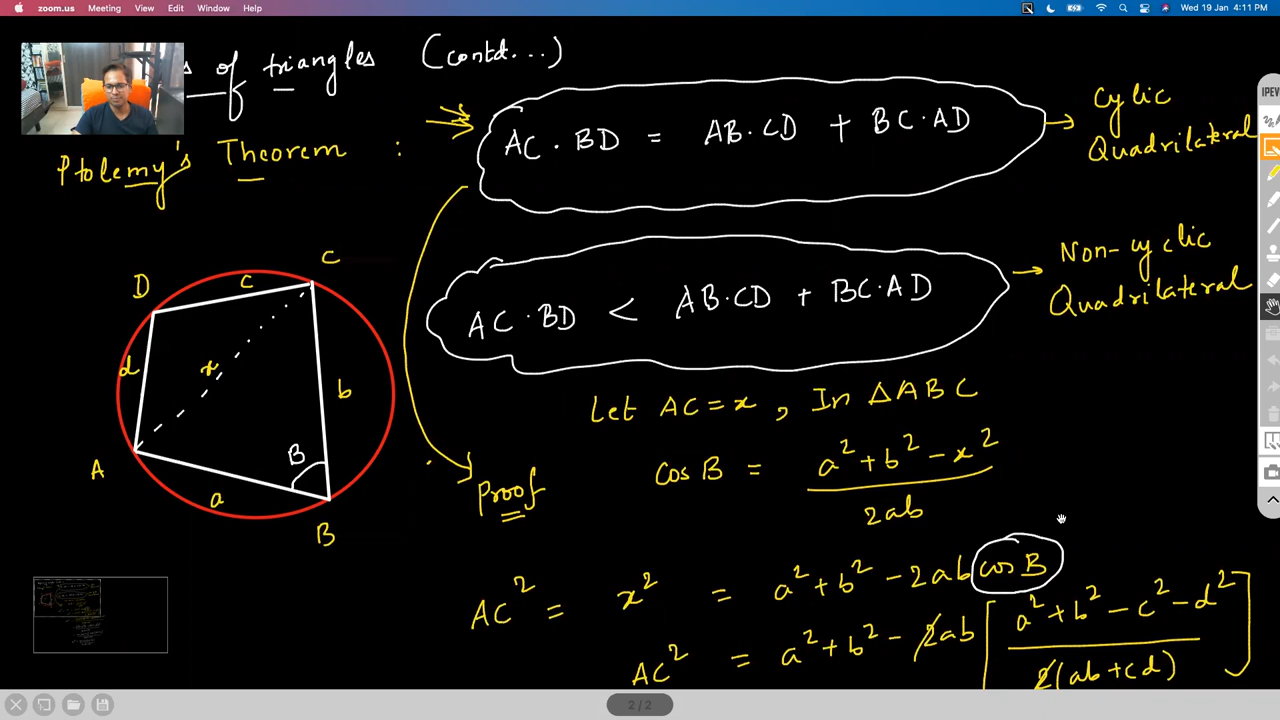 zoom.us Meeting View Edit Window Help Wed 19 Jan 4:11 PM
s of triangles (contd...)
Ptolemy's Theorem :
AC · BD = AB · CD + BC · AD
Cylic
Quadrilateral
AC · BD < AB · CD + BC · AD
Non-cyclic
Quadrilateral
D
C
c
d
x
b
B
A
a
B
Let AC = x , In ΔABC
Proof
cos B = (a² + b² - x²) / 2ab
AC² = x² = a² + b² - 2ab cos B
AC² = a² + b² - 2ab [ (a² + b² - c² - d²) / 2(ab + cd) ]
IPEV
2 / 2